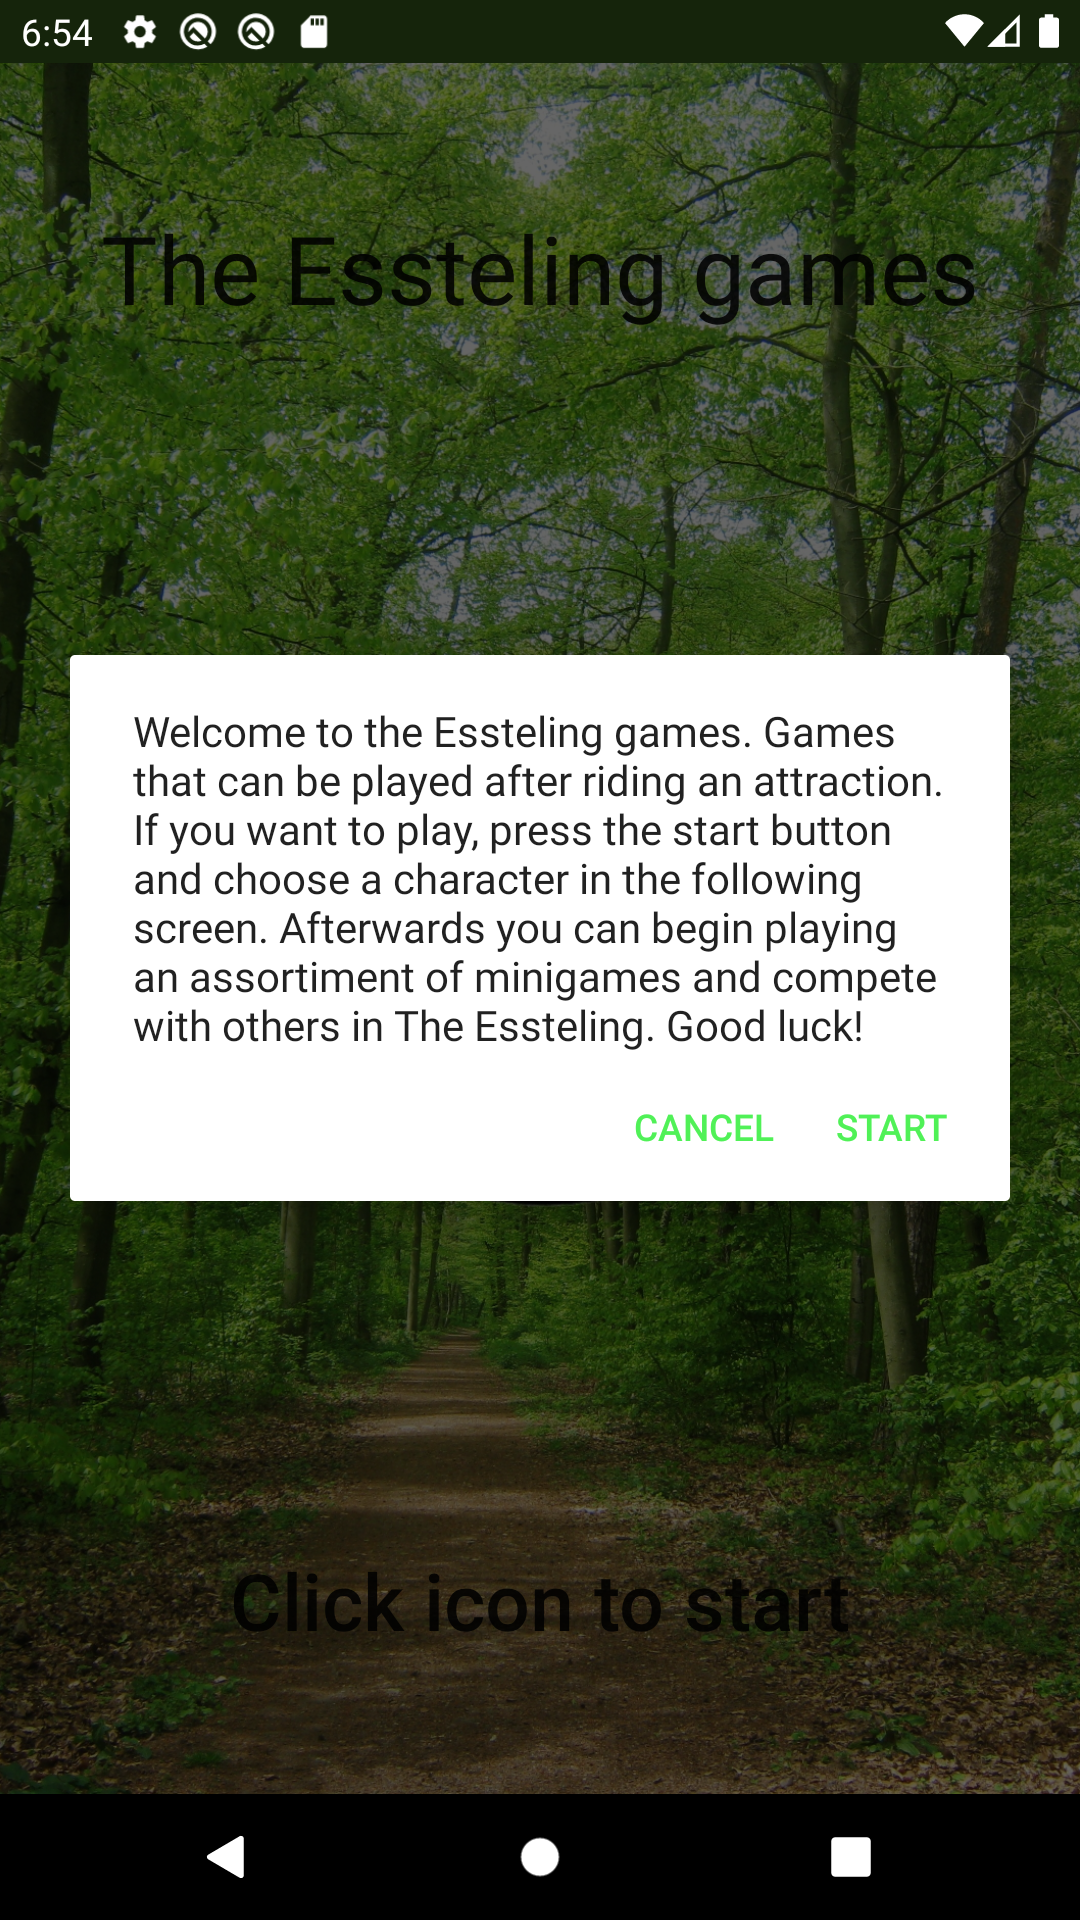 6:54
The Essteling games
Welcome to the Essteling games. Games
that can be played after riding an attraction.
If you want to play, press the start button
and choose a character in the following
screen. Afterwards you can begin playing
an assortiment of minigames and compete
with others in The Essteling. Good luck!
CANCEL START
Click icon to start